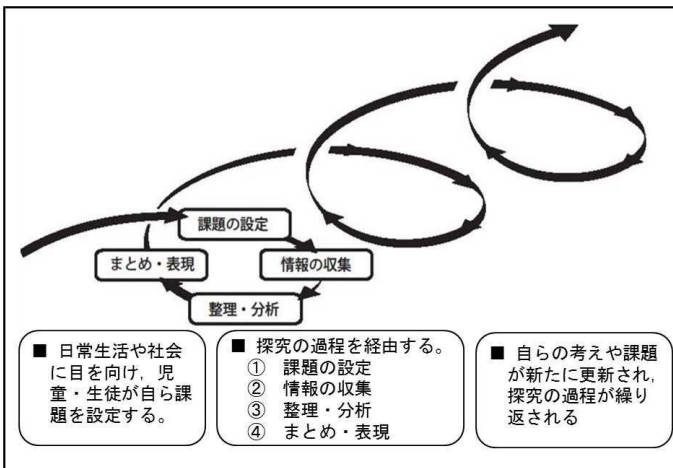 課題の設定
まとめ・表現
情報の収集
整理・分析
■ 日常生活や社会
に目を向け，児
童・生徒が自ら課
題を設定する。
■ 探究の過程を経由する。
① 課題の設定
② 情報の収集
③ 整理・分析
④ まとめ・表現
■ 自らの考えや課題
が新たに更新され，
探究の過程が繰り
返される